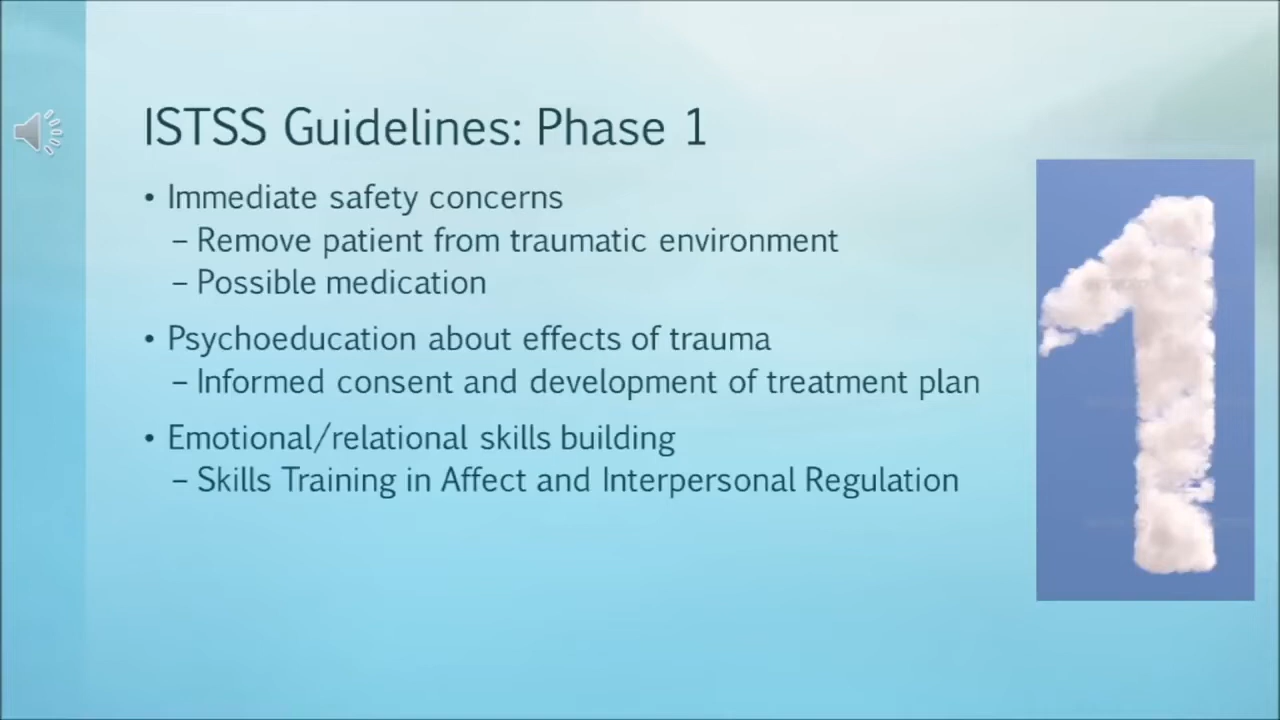 ISTSS Guidelines: Phase 1
• Immediate safety concerns
– Remove patient from traumatic environment
– Possible medication
• Psychoeducation about effects of trauma
– Informed consent and development of treatment plan
• Emotional/relational skills building
– Skills Training in Affect and Interpersonal Regulation
1